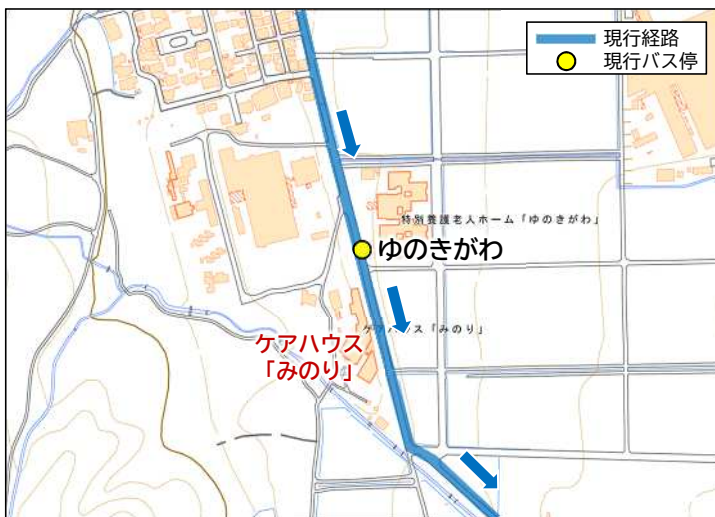 現行経路
現行バス停
特別養護老人ホーム「ゆのきがわ」
ゆのきがわ
ケアハウス「みのり」
ケアハウス
「みのり」